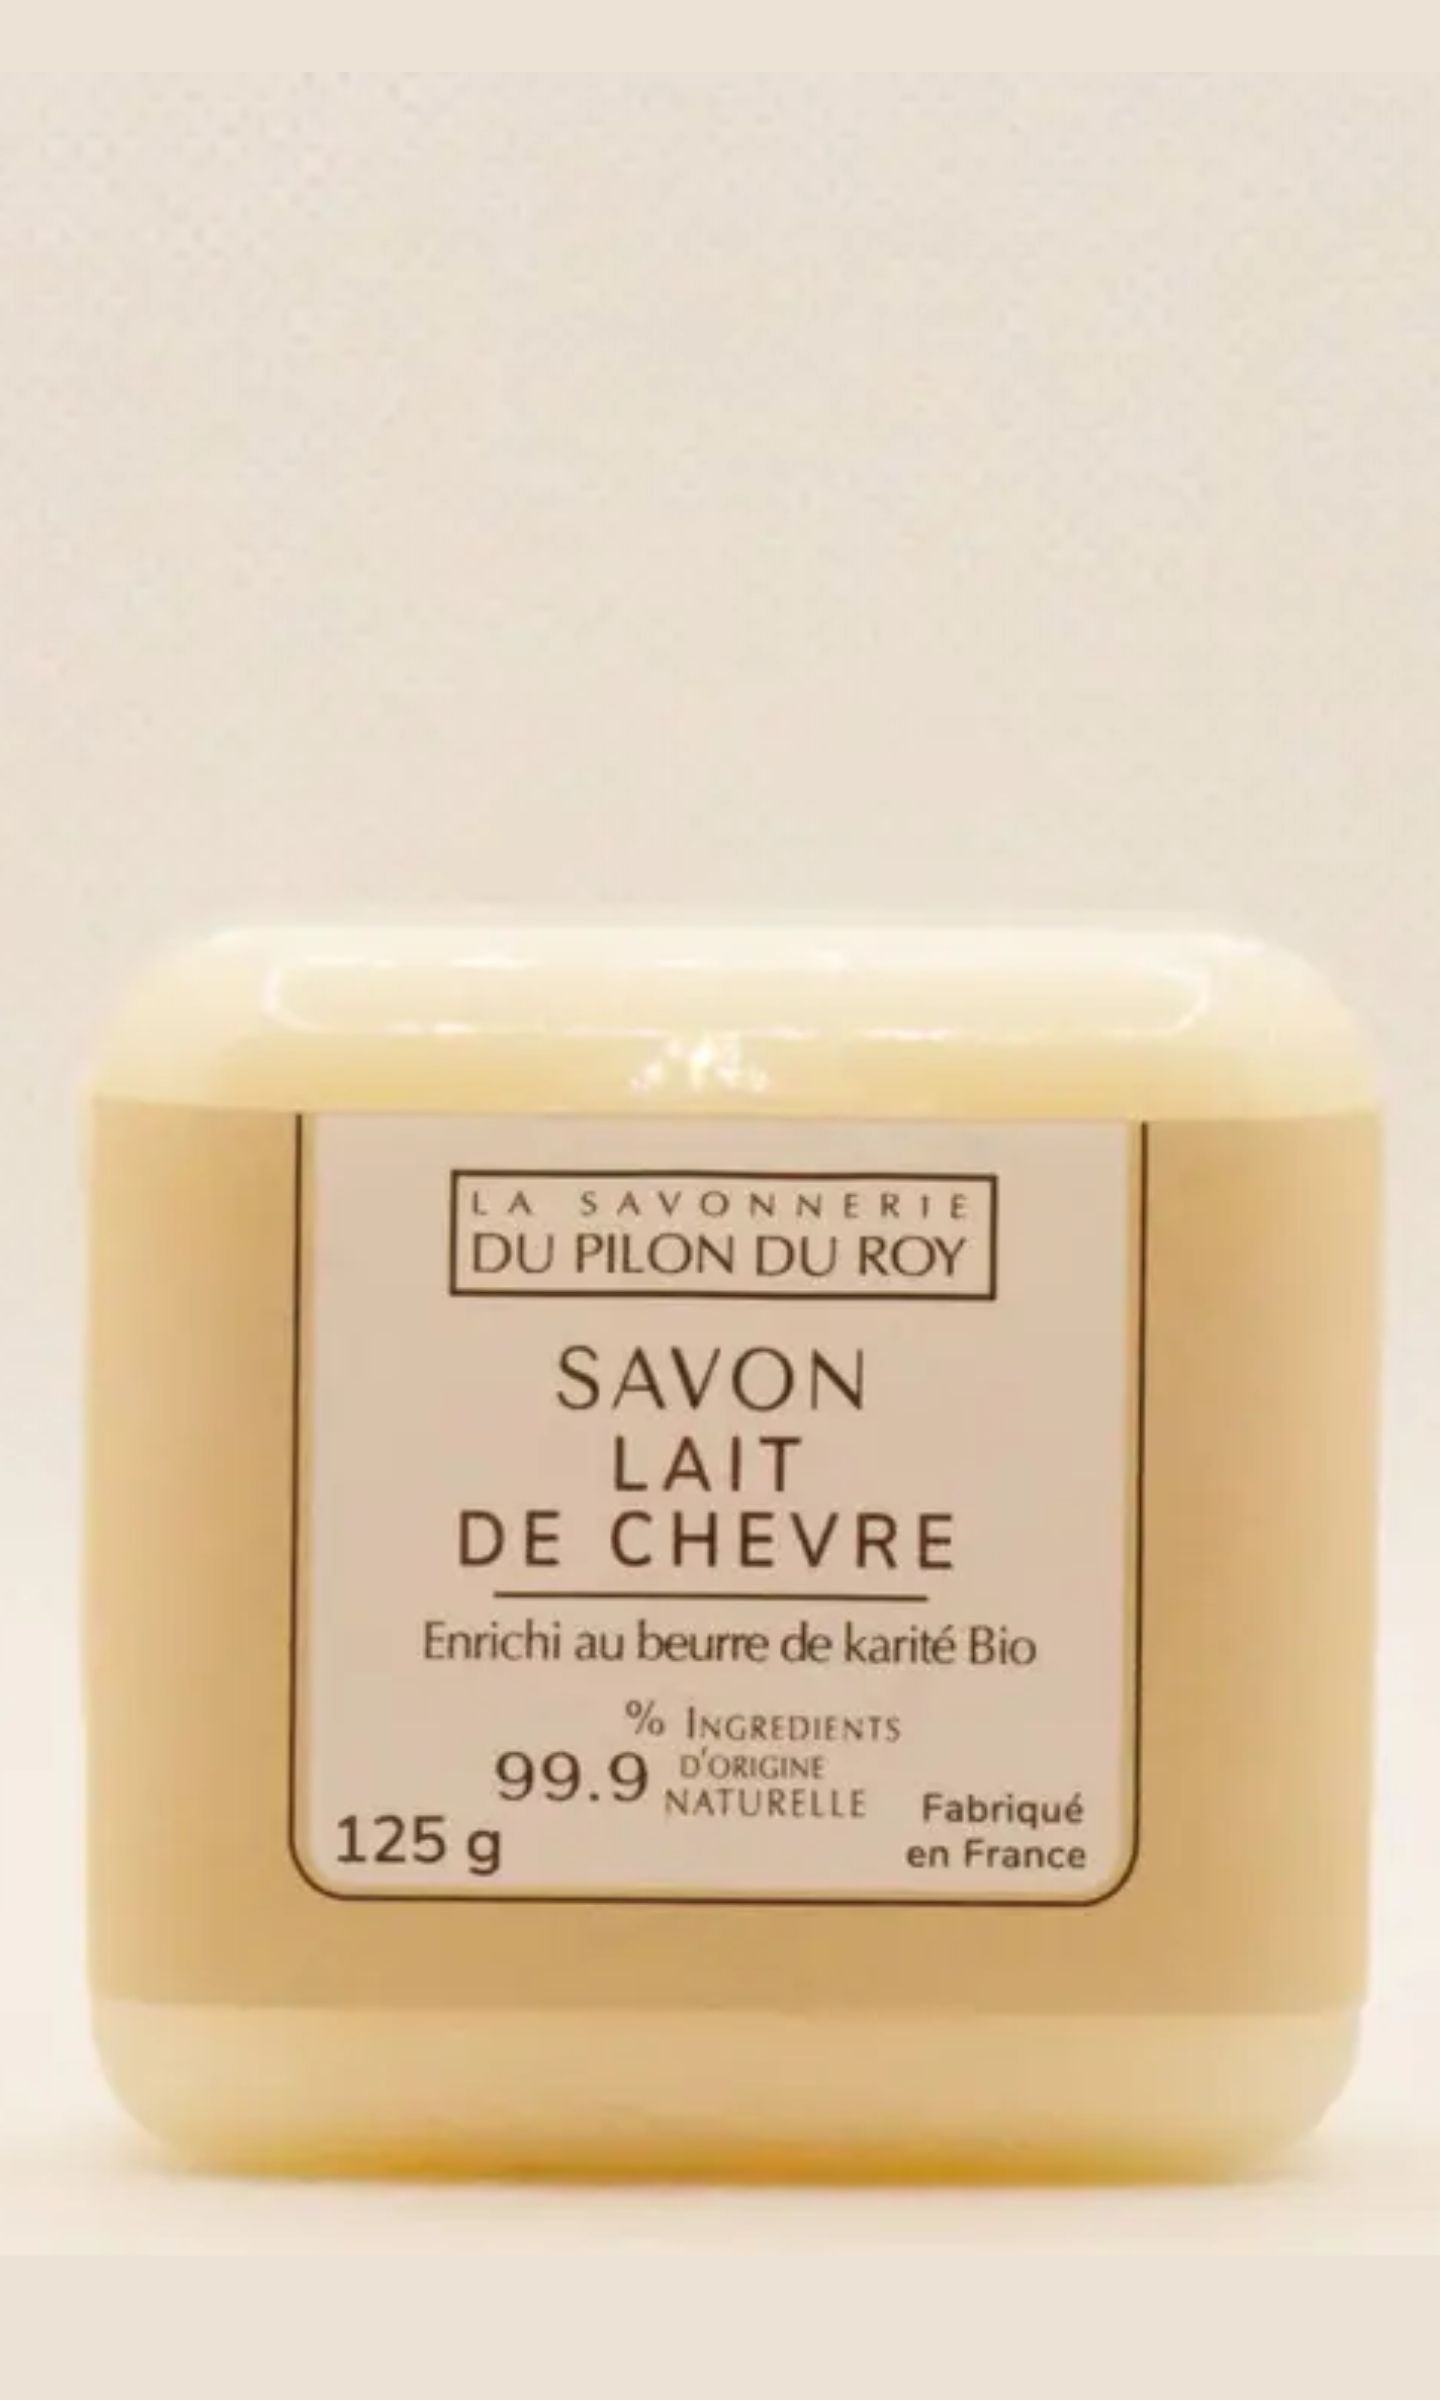 LA SAVONNERIE
DU PILON DU ROY
SAVON
LAIT
DE CHEVRE
Enrichi au beurre de karité Bio
% INGREDIENTS
99.9 D'ORIGINE
NATURELLE
125 g
Fabriqué
en France